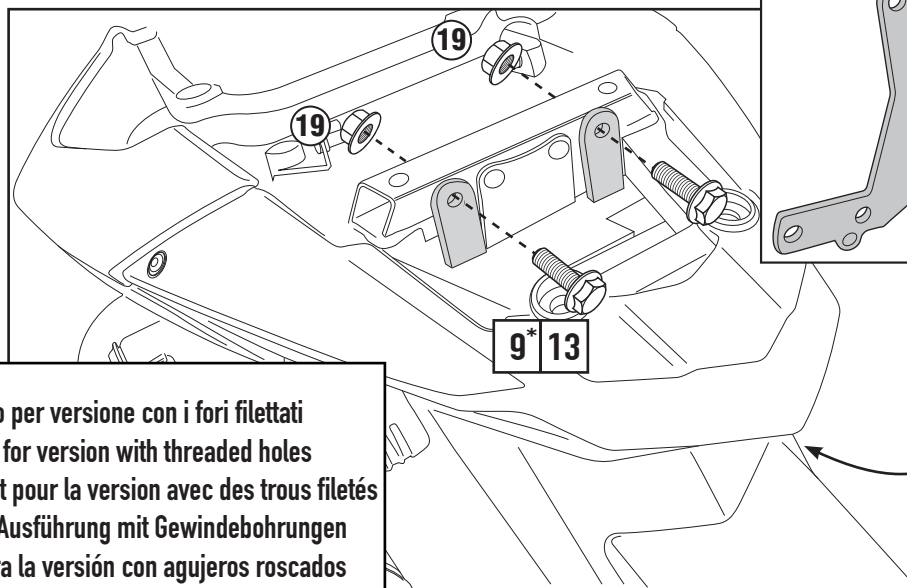 19
19
9* 13
per versione con i fori filettati
for version with threaded holes
pour la version avec des trous filetés
Ausführung mit Gewindebohrungen
la versión con agujeros roscados